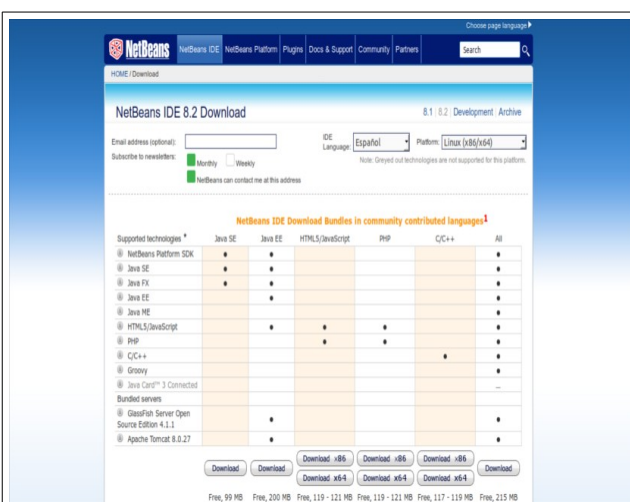 Choose page language
NetBeans
NetBeans IDE NetBeans Platform Plugins Docs & Support Community Partners Search
HOME / Download
NetBeans IDE 8.2 Download 8.1 | 8.2 | Development | Archive
Email address (optional): IDE Language: Español Platform: Linux (x86/x64)
Subscribe to newsletters: Monthly Weekly Note: Greyed out technologies are not supported for this platform.
NetBeans can contact me at this address
NetBeans IDE Download Bundles in community contributed languages1
Supported technologies * Java SE Java EE HTML5/JavaScript PHP C/C++ All
NetBeans Platform SDK • • •
Java SE • • •
Java FX • • •
Java EE • •
Java ME •
HTML5/JavaScript • • • •
PHP • • •
C/C++ • •
Groovy •
Java Card™ 3 Connected —
Bundled servers
GlassFish Server Open Source Edition 4.1.1 • •
Apache Tomcat 8.0.27 • •
Download Download Download x86 Download x86 Download x86 Download
Download x64 Download x64 Download x64
Free, 99 MB Free, 200 MB Free, 119 - 121 MB Free, 119 - 121 MB Free, 117 - 119 MB Free, 215 MB